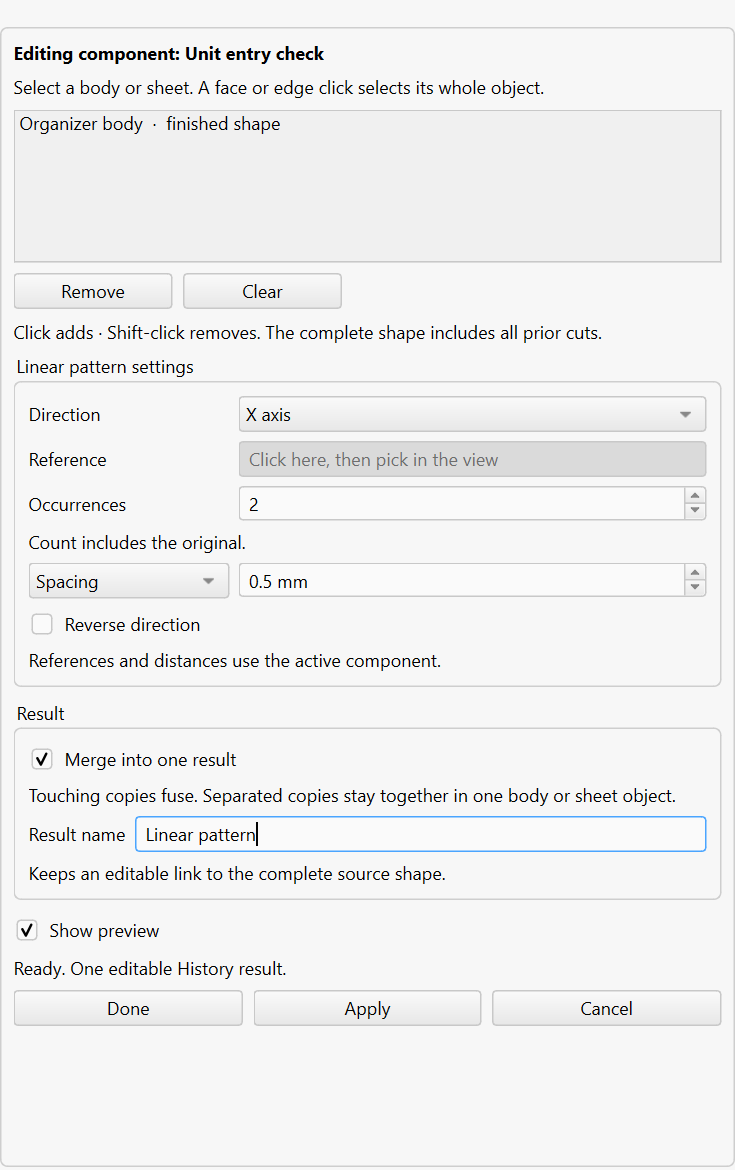 Editing component: Unit entry check
Select a body or sheet. A face or edge click selects its whole object.
Organizer body · finished shape
Remove
Clear
Click adds · Shift-click removes. The complete shape includes all prior cuts.
Linear pattern settings
Direction
X axis
Reference
Click here, then pick in the view
Occurrences
2
Count includes the original.
Spacing
0.5 mm
Reverse direction
References and distances use the active component.
Result
Merge into one result
Touching copies fuse. Separated copies stay together in one body or sheet object.
Result name
Linear pattern
Keeps an editable link to the complete source shape.
Show preview
Ready. One editable History result.
Done
Apply
Cancel